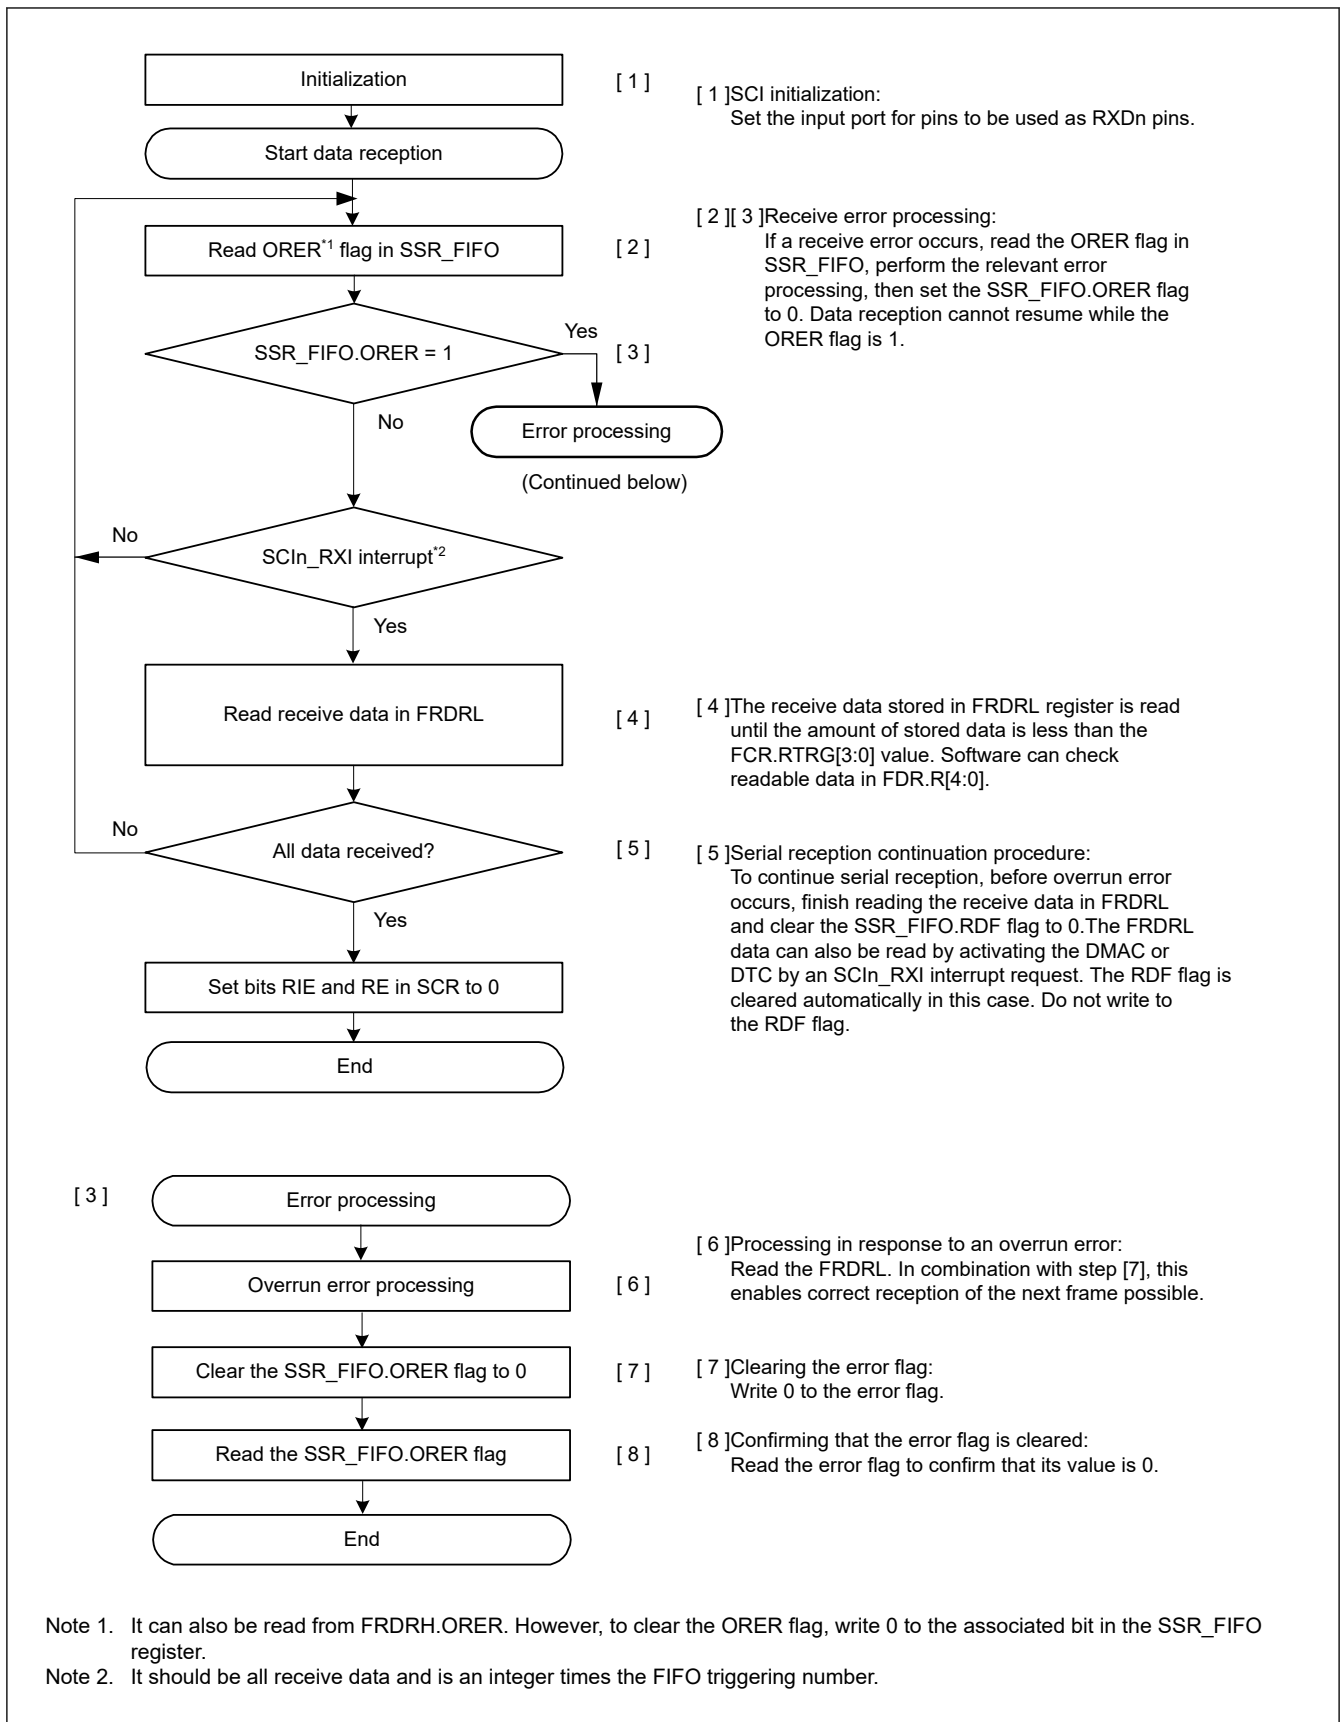 Initialization
[ 1 ]
[ 1 ]SCI initialization:
Set the input port for pins to be used as RXDn pins.
Start data reception
Read ORER*1 flag in SSR_FIFO
[ 2 ]
[ 2 ][ 3 ]Receive error processing:
If a receive error occurs, read the ORER flag in
SSR_FIFO, perform the relevant error
processing, then set the SSR_FIFO.ORER flag
to 0. Data reception cannot resume while the
ORER flag is 1.
SSR_FIFO.ORER = 1
Yes
[ 3 ]
No
Error processing
(Continued below)
No
SCIn_RXI interrupt*2
Yes
Read receive data in FRDRL
[ 4 ]
[ 4 ]The receive data stored in FRDRL register is read
until the amount of stored data is less than the
FCR.RTRG[3:0] value. Software can check
readable data in FDR.R[4:0].
No
All data received?
[ 5 ]
[ 5 ]Serial reception continuation procedure:
To continue serial reception, before overrun error
occurs, finish reading the receive data in FRDRL
and clear the SSR_FIFO.RDF flag to 0.The FRDRL
data can also be read by activating the DMAC or
DTC by an SCIn_RXI interrupt request. The RDF flag is
cleared automatically in this case. Do not write to
the RDF flag.
Yes
Set bits RIE and RE in SCR to 0
End
[ 3 ]
Error processing
Overrun error processing
[ 6 ]
[ 6 ]Processing in response to an overrun error:
Read the FRDRL. In combination with step [7], this
enables correct reception of the next frame possible.
Clear the SSR_FIFO.ORER flag to 0
[ 7 ]
[ 7 ]Clearing the error flag:
Write 0 to the error flag.
Read the SSR_FIFO.ORER flag
[ 8 ]
[ 8 ]Confirming that the error flag is cleared:
Read the error flag to confirm that its value is 0.
End
Note 1. It can also be read from FRDRH.ORER. However, to clear the ORER flag, write 0 to the associated bit in the SSR_FIFO
register.
Note 2. It should be all receive data and is an integer times the FIFO triggering number.